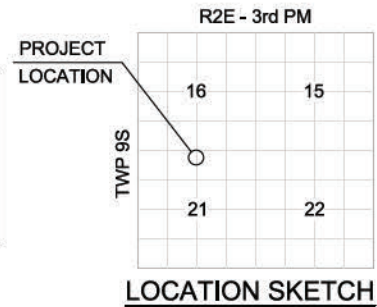 R2E - 3rd PM
PROJECT
LOCATION
16 15
TWP 9S
21 22
LOCATION SKETCH